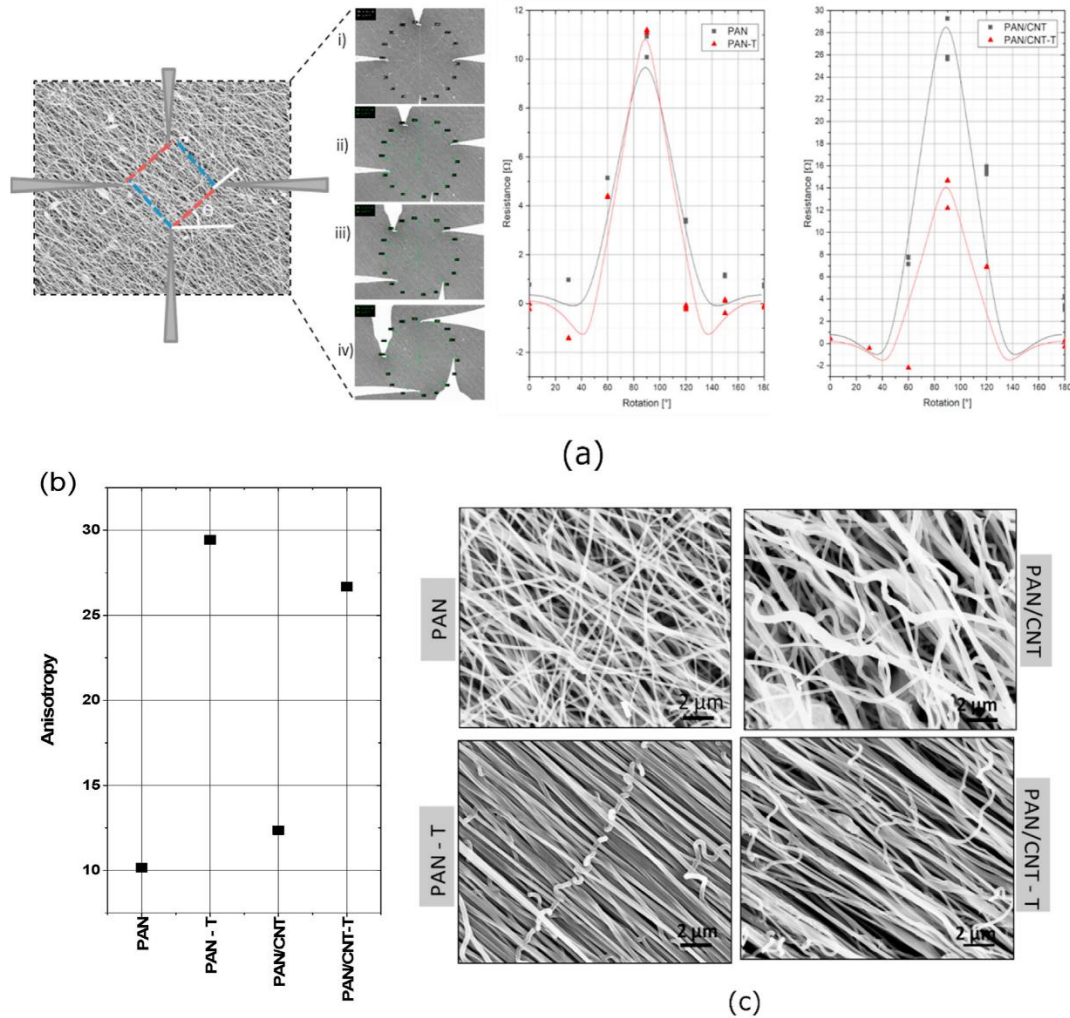 i)
ii)
iii)
iv)
θ
Resistance [Ω]
12
10
8
6
4
2
0
-2
0 20 40 60 80 100 120 140 160 180
Rotation [°]
PAN
PAN-T
Resistance [Ω]
30
28
26
24
22
20
18
16
14
12
10
8
6
4
2
0
-2
0 20 40 60 80 100 120 140 160 180
Rotation [°]
PAN/CNT
PAN/CNT-T
(a)
(b)
Anisotropy
30
25
20
15
10
PAN
PAN - T
PAN/CNT
PAN/CNT-T
PAN
2 µm
PAN/CNT
2 µm
PAN - T
2 µm
PAN/CNT - T
2 µm
(c)